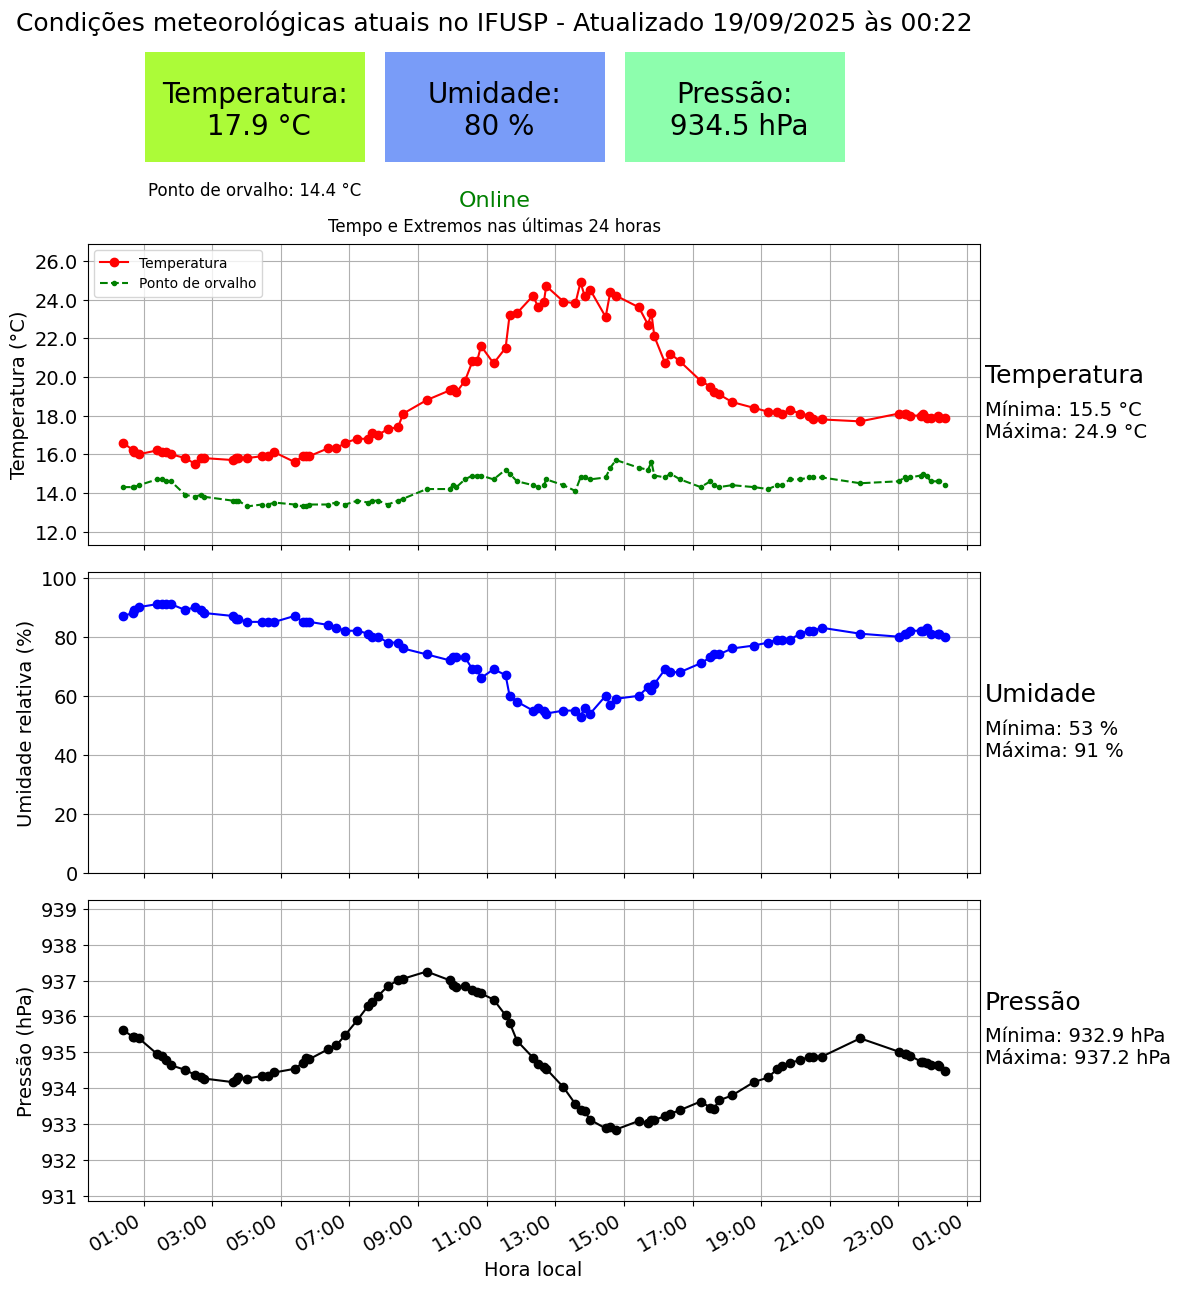 Condições meteorológicas atuais no IFUSP - Atualizado 19/09/2025 às 00:22
Temperatura:
17.9 °C
Umidade:
80 %
Pressão:
934.5 hPa
Ponto de orvalho: 14.4 °C
Online
Tempo e Extremos nas últimas 24 horas
Temperatura (°C)
26.0
24.0
22.0
20.0
18.0
16.0
14.0
12.0
Temperatura
Ponto de orvalho
Temperatura
Mínima: 15.5 °C
Máxima: 24.9 °C
Umidade relativa (%)
100
80
60
40
20
0
Umidade
Mínima: 53 %
Máxima: 91 %
Pressão (hPa)
939
938
937
936
935
934
933
932
931
Pressão
Mínima: 932.9 hPa
Máxima: 937.2 hPa
01:00 03:00 05:00 07:00 09:00 11:00 13:00 15:00 17:00 19:00 21:00 23:00 01:00
Hora local